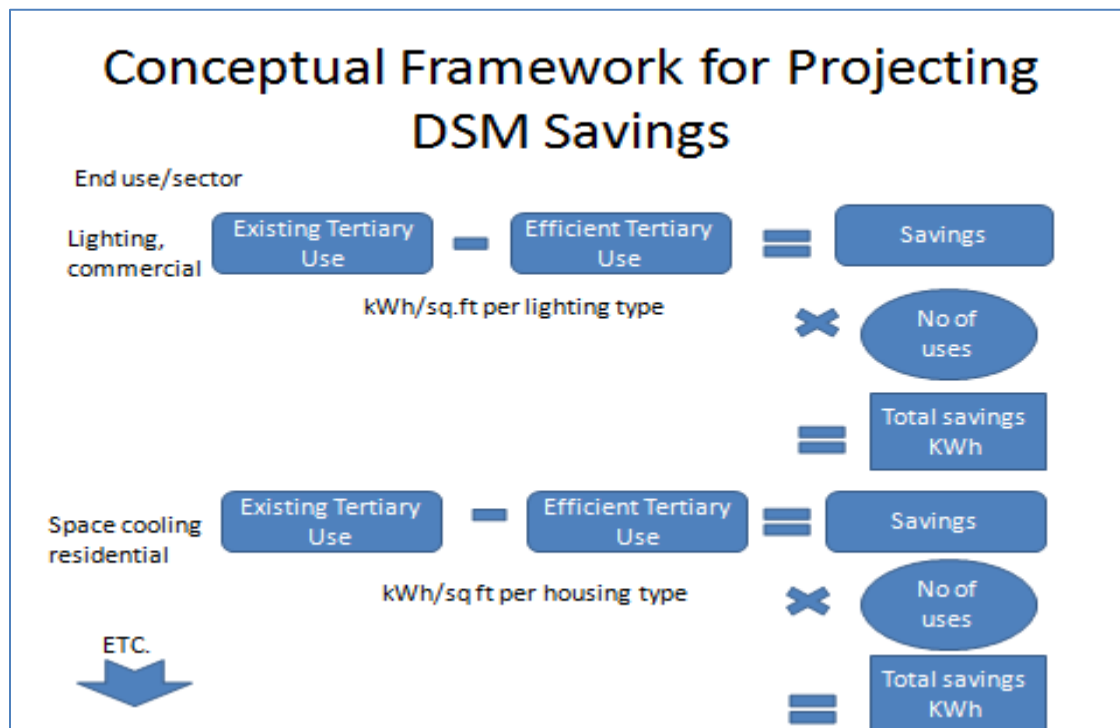 Conceptual Framework for Projecting
DSM Savings
End use/sector
Lighting,
commercial
Existing Tertiary
Use
Efficient Tertiary
Use
Savings
kWh/sq.ft per lighting type
No of
uses
Total savings
KWh
Space cooling
residential
Existing Tertiary
Use
Efficient Tertiary
Use
Savings
kWh/sq ft per housing type
No of
uses
ETC.
Total savings
KWh